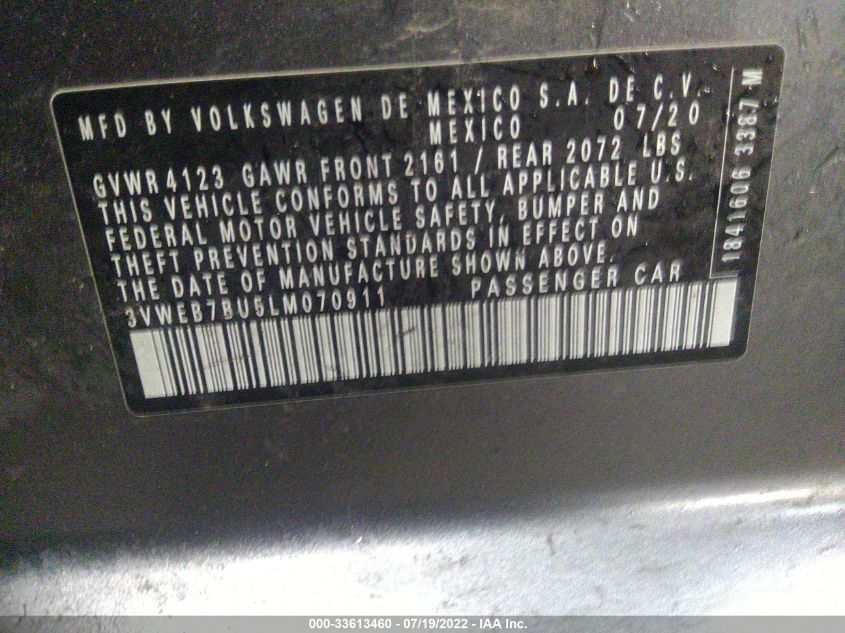 MFD BY VOLKSWAGEN DE MEXICO S.A. DE C.V.
MEXICO 07/20
GVWR 4123 GAWR FRONT 2161 / REAR 2072 LBS
THIS VEHICLE CONFORMS TO ALL APPLICABLE U.S.
FEDERAL MOTOR VEHICLE SAFETY, BUMPER AND
THEFT PREVENTION STANDARDS IN EFFECT ON
THE DATE OF MANUFACTURE SHOWN ABOVE.
3VWEB7BU5LM070911 PASSENGER CAR
1841606 3387 M
000-33613460 - 07/19/2022 - IAA Inc.